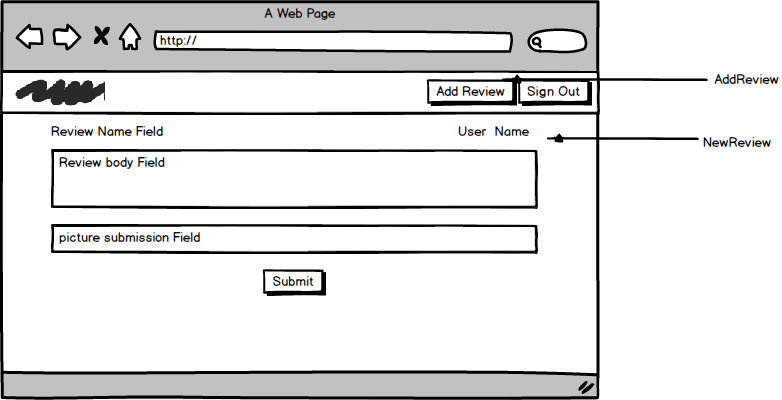 A Web Page
http://
Add Review
Sign Out
AddReview
Review Name Field
User Name
NewReview
Review body Field
picture submission Field
Submit